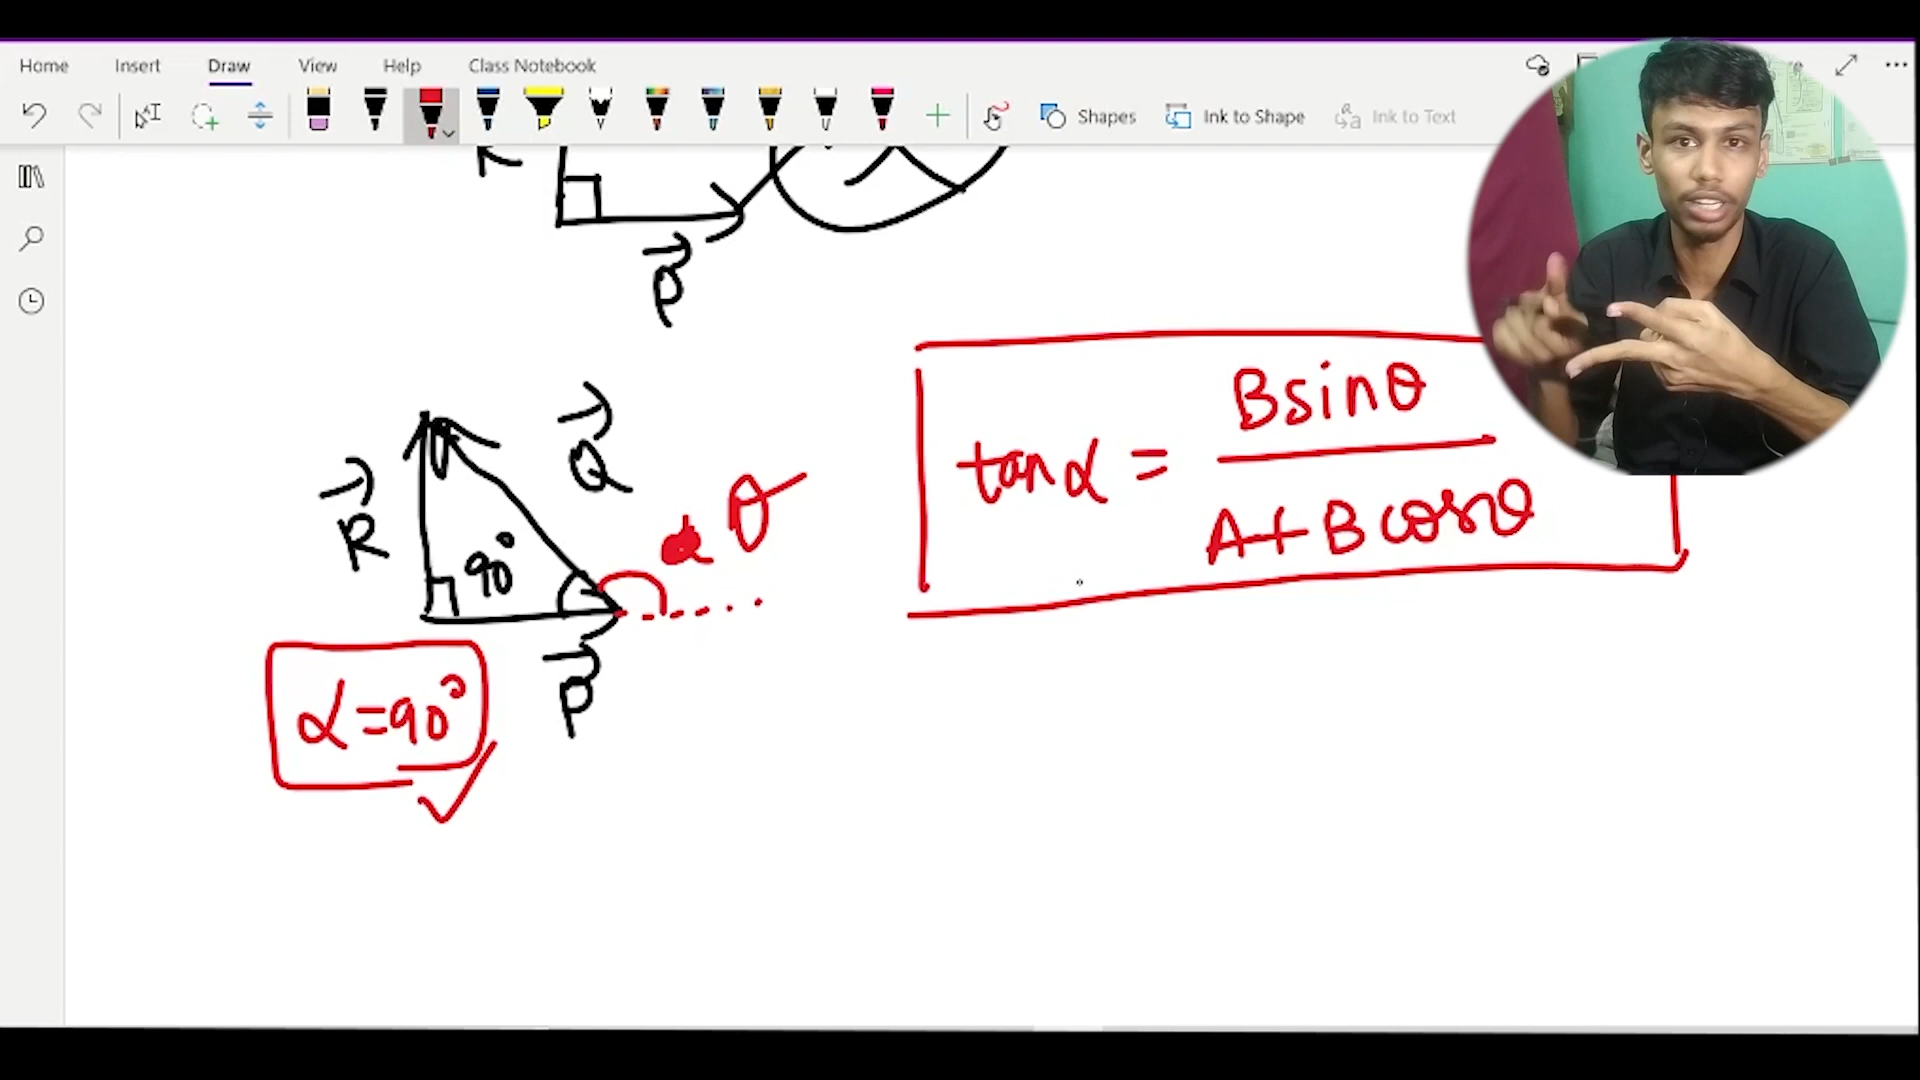 Home Insert Draw View Help Class Notebook
Shapes Ink to Shape Ink to Text
P
Q
R
90°
θ
P
α=90°
tanα = Bsinθ
A+Bcosθ